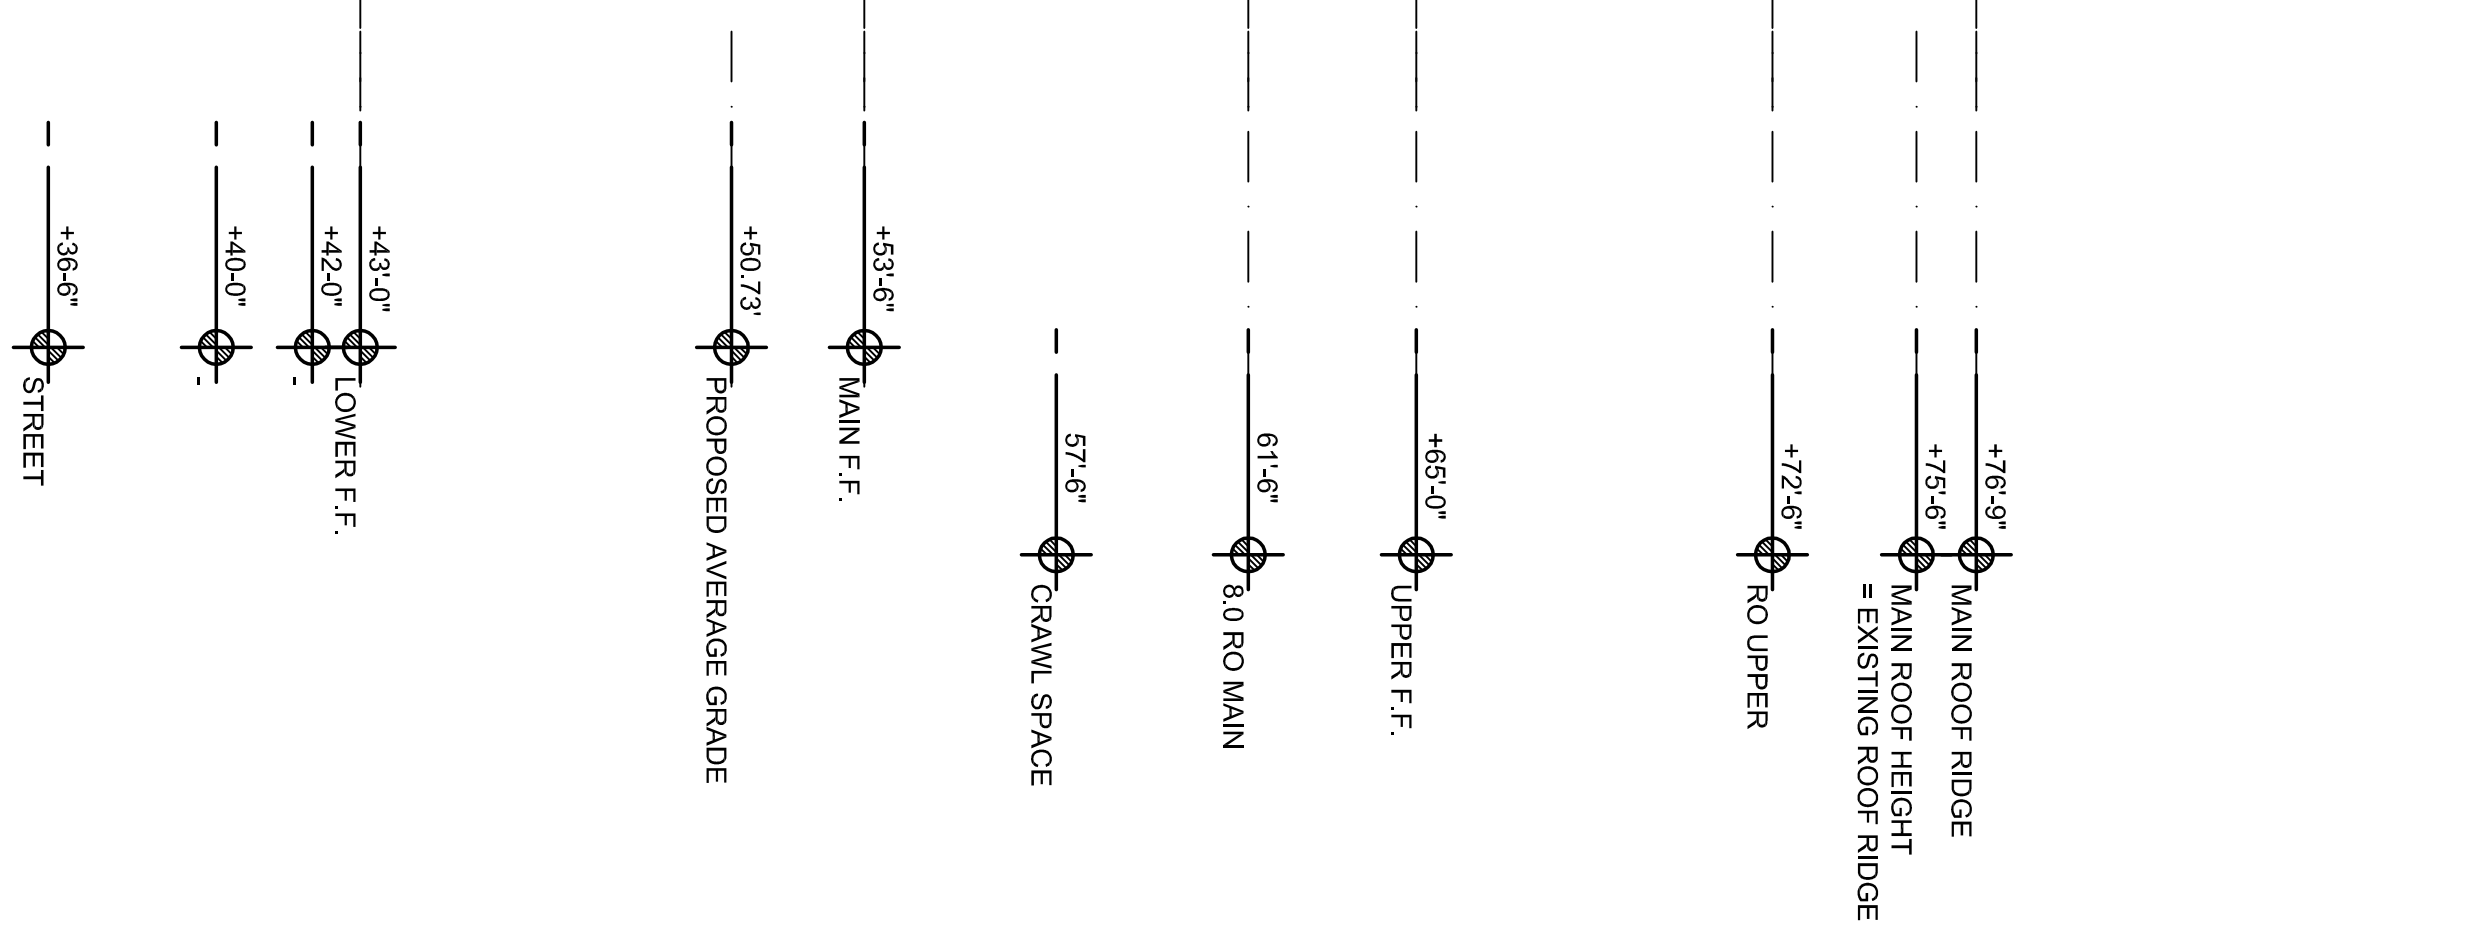 +36-6"
STREET
+40-0"
-
+42-0"
-
+43'-0"
LOWER F.F.
+50.73'
PROPOSED AVERAGE GRADE
+53'-6"
MAIN F.F.
57'-6"
CRAWL SPACE
61'-6"
8.0 RO MAIN
+65'-0"
UPPER F.F.
+72'-6"
RO UPPER
+75'-6"
MAIN ROOF HEIGHT
= EXISTING ROOF RIDGE
+76'-9"
MAIN ROOF RIDGE